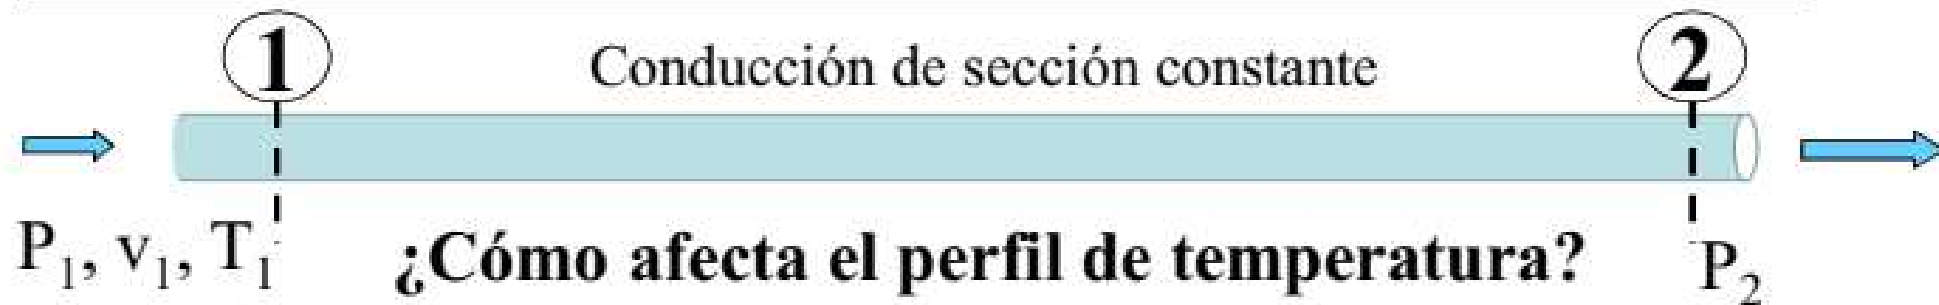 1
Conducción de sección constante
2
P₁, v₁, T₁
¿Cómo afecta el perfil de temperatura?
P₂